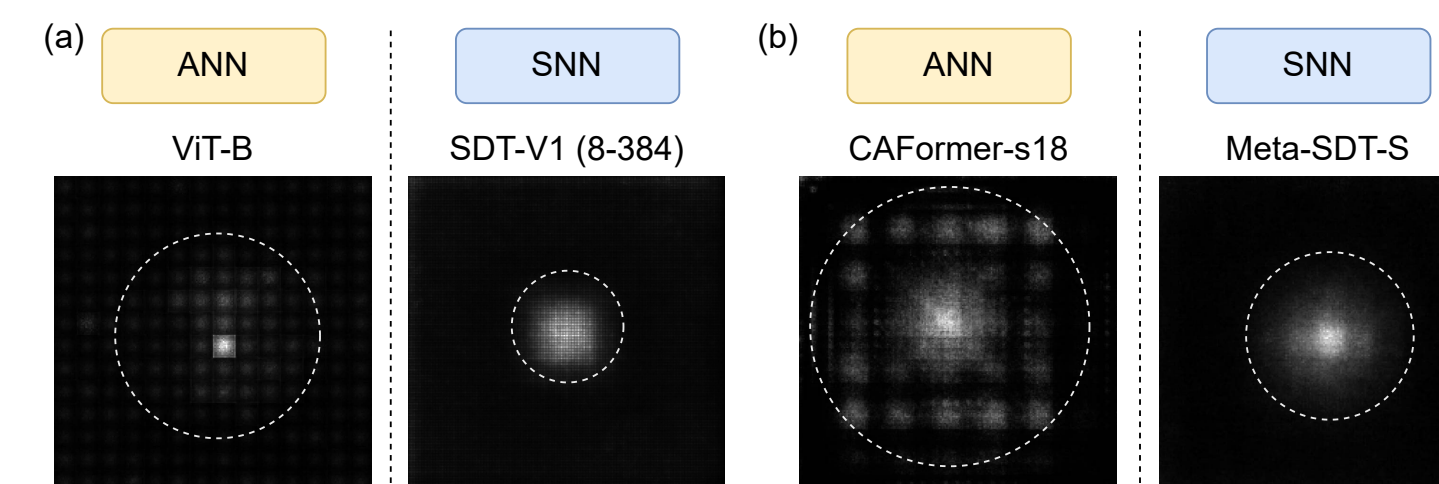 (a)
ANN
SNN
ViT-B
SDT-V1 (8-384)
(b)
ANN
SNN
CAFormer-s18
Meta-SDT-S